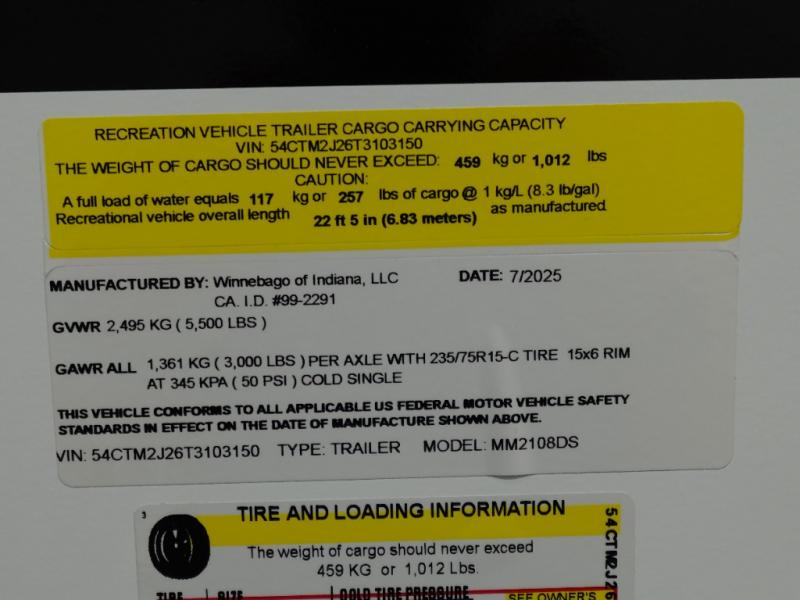 RECREATION VEHICLE TRAILER CARGO CARRYING CAPACITY
VIN: 54CTM2J26T3103150
THE WEIGHT OF CARGO SHOULD NEVER EXCEED: 459 kg or 1,012 lbs
CAUTION:
A full load of water equals 117 kg or 257 lbs of cargo @ 1 kg/L (8.3 lb/gal)
Recreational vehicle overall length 22 ft 5 in (6.83 meters) as manufactured
MANUFACTURED BY: Winnebago of Indiana, LLC DATE: 7/2025
CA. I.D. #99-2291
GVWR 2,495 KG ( 5,500 LBS )
GAWR ALL 1,361 KG ( 3,000 LBS ) PER AXLE WITH 235/75R15-C TIRE 15x6 RIM
AT 345 KPA ( 50 PSI ) COLD SINGLE
THIS VEHICLE CONFORMS TO ALL APPLICABLE US FEDERAL MOTOR VEHICLE SAFETY
STANDARDS IN EFFECT ON THE DATE OF MANUFACTURE SHOWN ABOVE.
VIN: 54CTM2J26T3103150 TYPE: TRAILER MODEL: MM2108DS
3
TIRE AND LOADING INFORMATION
The weight of cargo should never exceed
459 KG or 1,012 Lbs.
TIRE SIZE COLD TIRE PRESSURE SEE OWNER'S
54CTM2J26